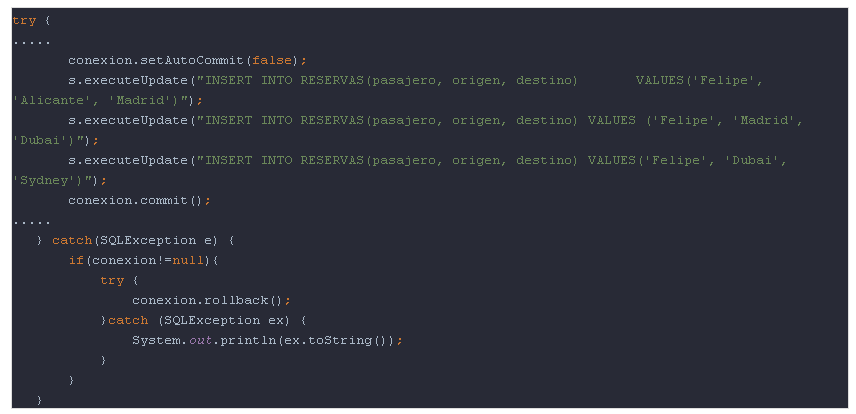 try {
.....
conexion.setAutoCommit(false);
s.executeUpdate("INSERT INTO RESERVAS(pasajero, origen, destino) VALUES('Felipe',
'Alicante', 'Madrid')");
s.executeUpdate("INSERT INTO RESERVAS(pasajero, origen, destino) VALUES ('Felipe', 'Madrid',
'Dubai')");
s.executeUpdate("INSERT INTO RESERVAS(pasajero, origen, destino) VALUES('Felipe', 'Dubai',
'Sydney')");
conexion.commit();
.....
} catch(SQLException e) {
if(conexion!=null){
try {
conexion.rollback();
}catch (SQLException ex) {
System.out.println(ex.toString());
}
}
}